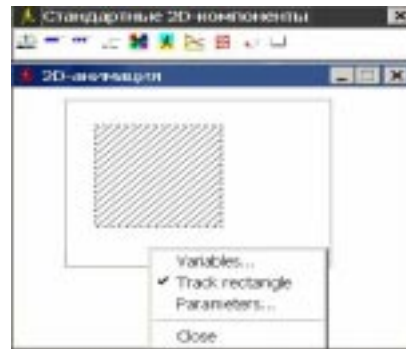 Стандартные 2D-компоненты
2D-анимация
Variables...
Track rectangle
Parameters...
Close